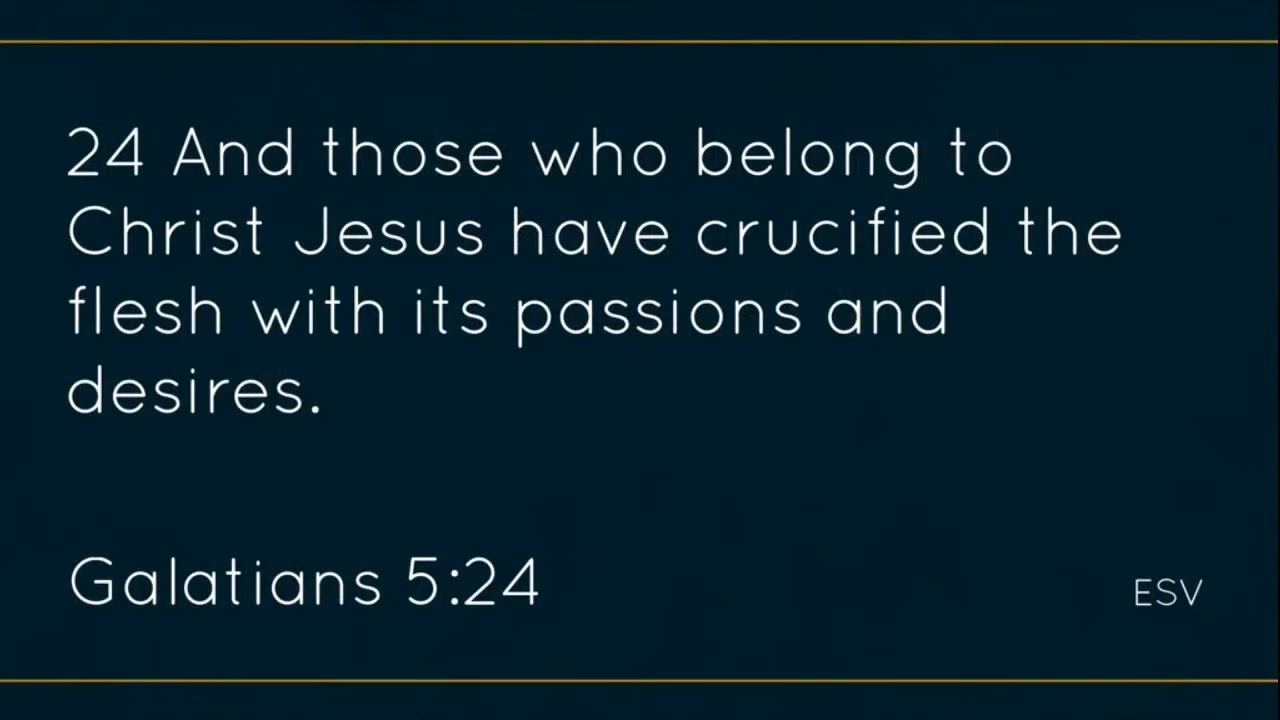 24 And those who belong to
Christ Jesus have crucified the
flesh with its passions and
desires.
Galatians 5:24
ESV